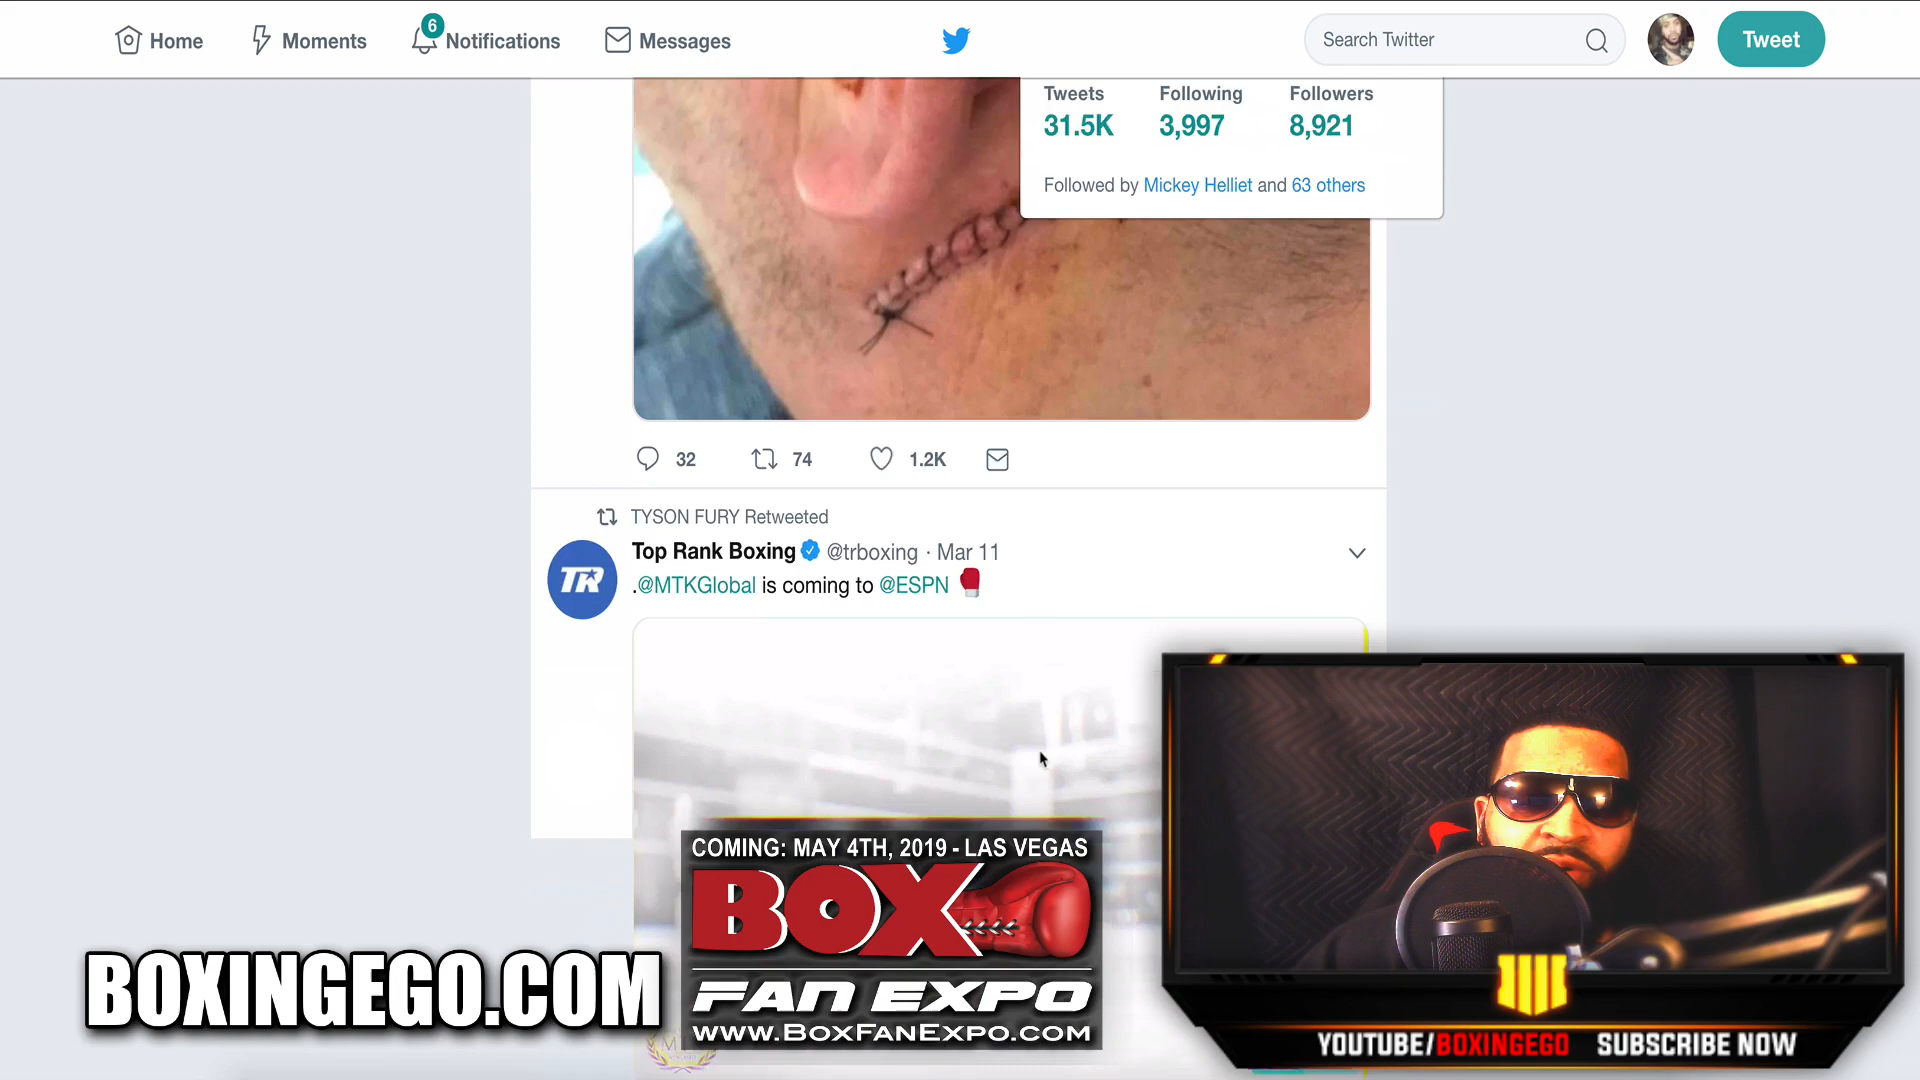 Home
Moments
6
Notifications
Messages
Search Twitter
Tweet
Tweets
Following
Followers
31.5K
3,997
8,921
Followed by Mickey Helliet and 63 others
32
74
1.2K
TYSON FURY Retweeted
Top Rank Boxing @trboxing · Mar 11
TR
.@MTKGlobal is coming to @ESPN
COMING: MAY 4TH, 2019 - LAS VEGAS
BOX
FAN EXPO
WWW.BOXFANEXPO.COM
BOXINGEGO.COM
YOUTUBE/BOXINGEGO SUBSCRIBE NOW